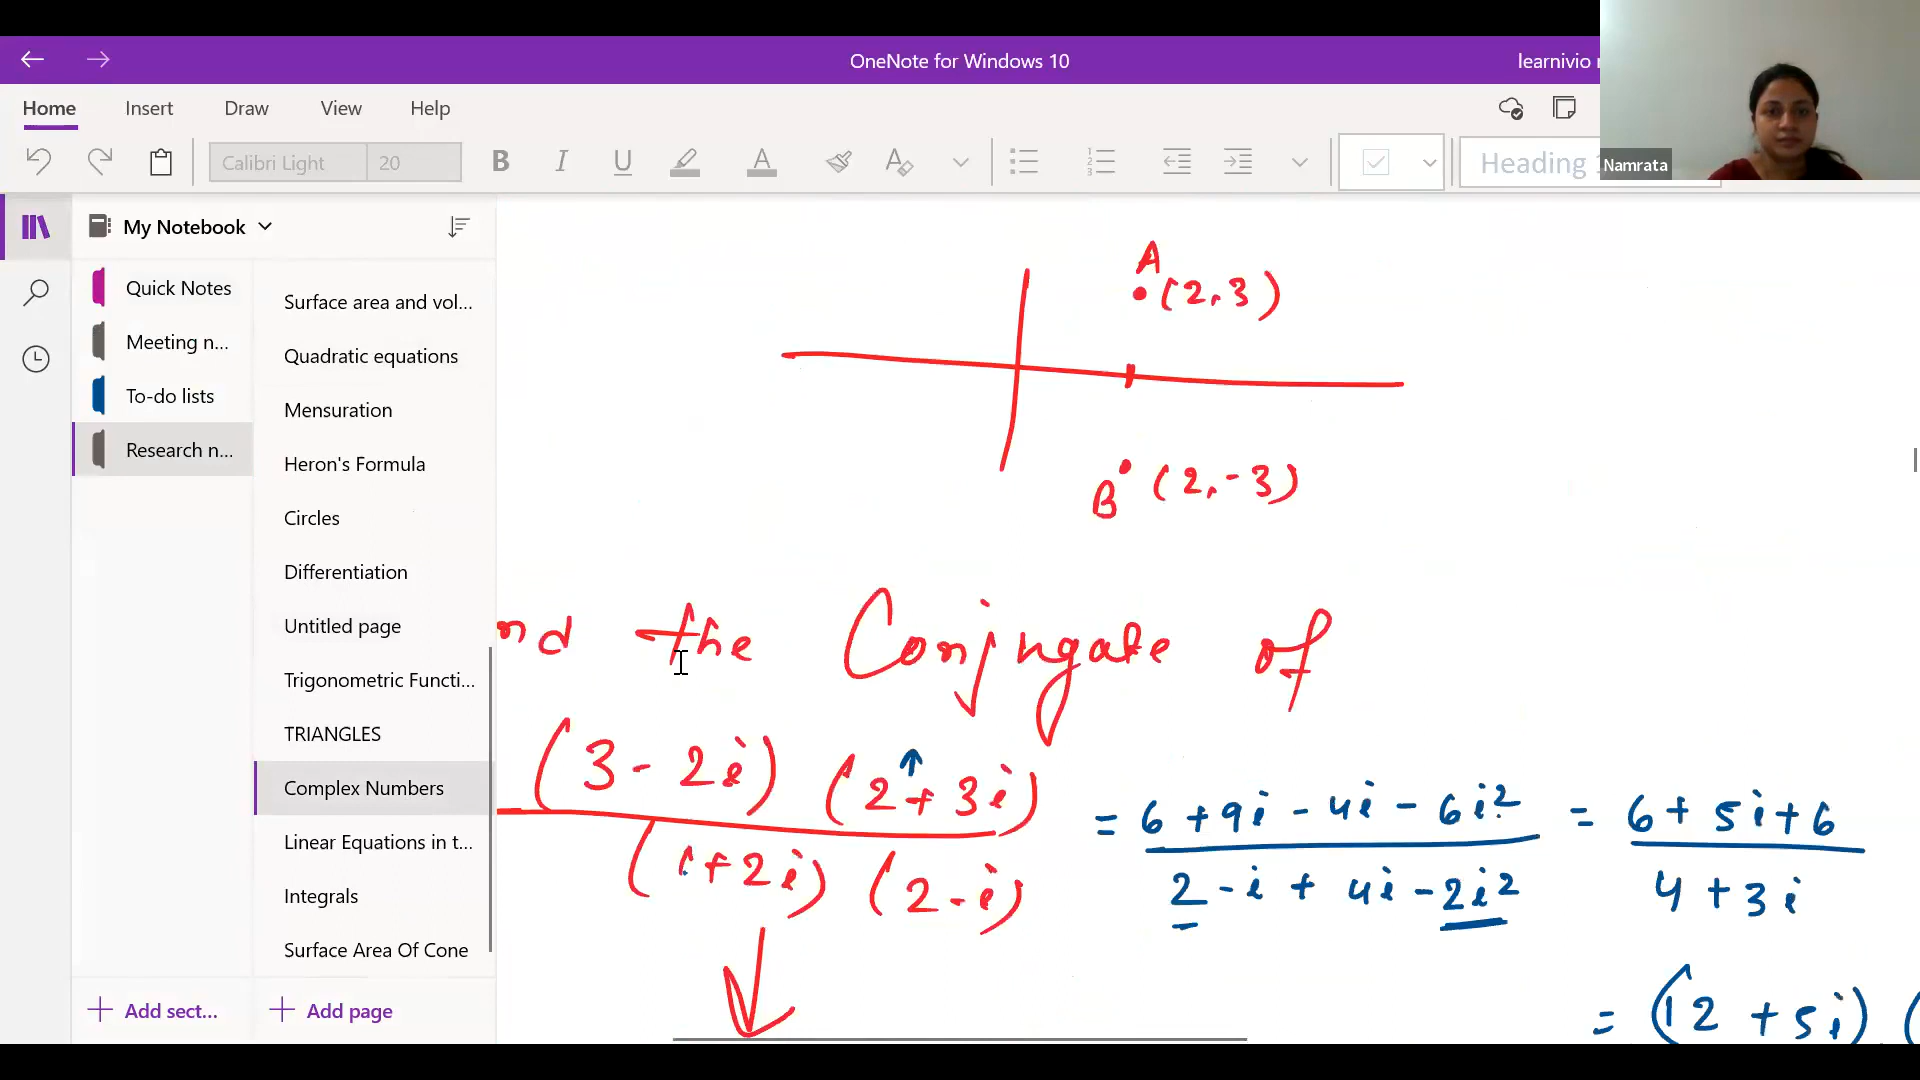 OneNote for Windows 10
learnivio
Home Insert Draw View Help
Calibri Light 20 B I U A Heading
Namrata
My Notebook
Quick Notes
Meeting n...
To-do lists
Research n...
Surface area and vol...
Quadratic equations
Mensuration
Heron's Formula
Circles
Differentiation
Untitled page
Trigonometric Functi...
TRIANGLES
Complex Numbers
Linear Equations in t...
Integrals
Surface Area Of Cone
+ Add sect...
+ Add page
A
(2, 3)
B (2, -3)
nd the Conjugate of
(3 - 2i) (2 + 3i) = 6 + 9i - 4i - 6i² = 6 + 5i + 6
(1 + 2i) (2 - i) 2 - i + 4i - 2i² 4 + 3i
= (12 + 5i) (